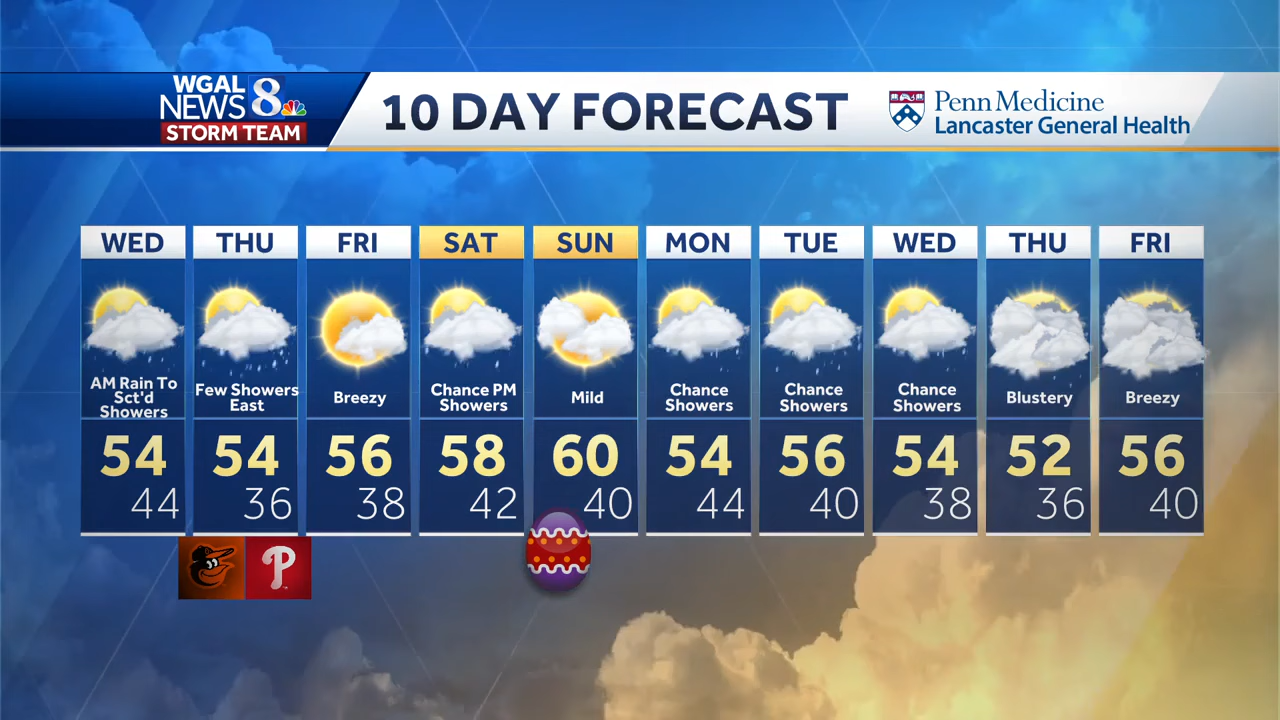 WGAL
NEWS 8
STORM TEAM
10 DAY FORECAST
Penn Medicine
Lancaster General Health
WED
THU
FRI
SAT
SUN
MON
TUE
WED
THU
FRI
AM Rain To
Sct'd
Showers
Few Showers
East
Breezy
Chance PM
Showers
Mild
Chance
Showers
Chance
Showers
Chance
Showers
Blustery
Breezy
54
54
56
58
60
54
56
54
52
56
44
36
38
42
40
44
40
38
36
40
P